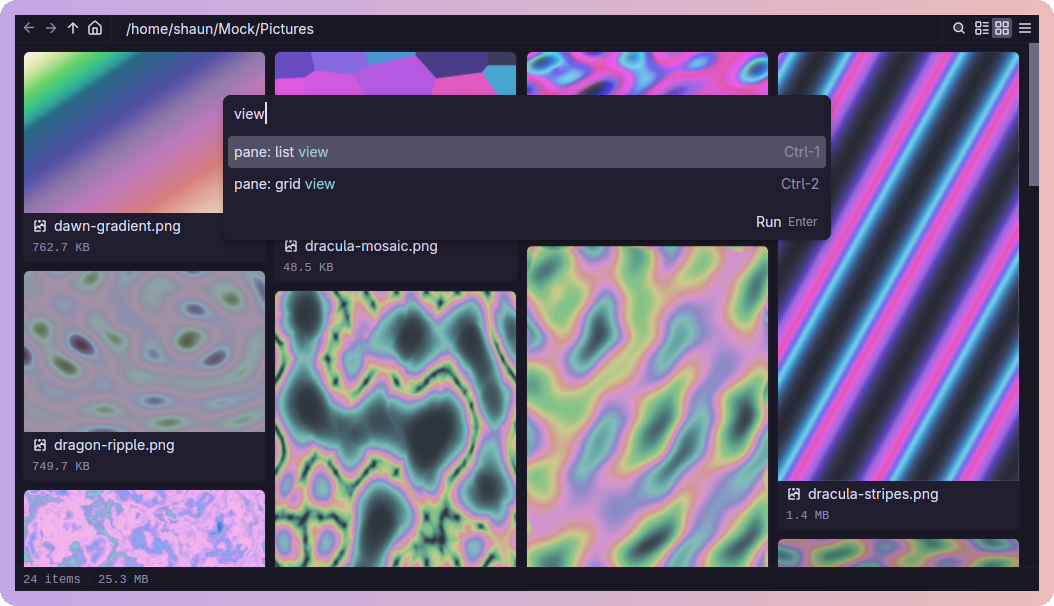 /home/shaun/Mock/Pictures
view
pane: list view Ctrl-1
pane: grid view Ctrl-2
Run Enter
dawn-gradient.png
762.7 KB
dracula-mosaic.png
48.5 KB
dragon-ripple.png
749.7 KB
dracula-stripes.png
1.4 MB
24 items 25.3 MB